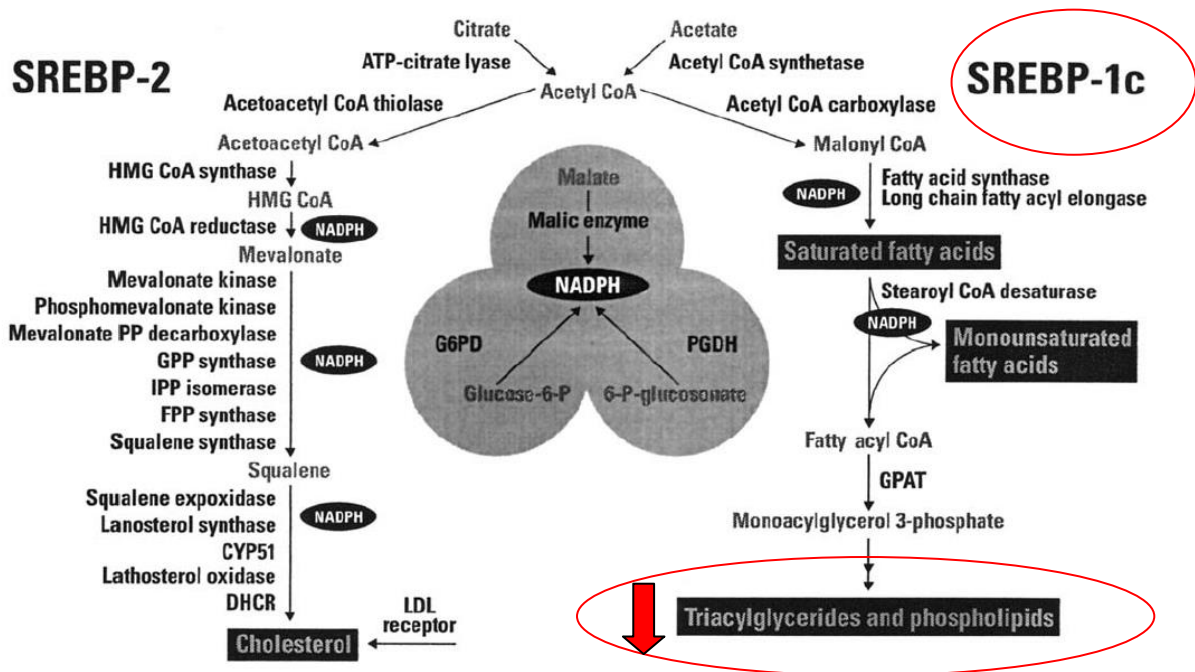 SREBP-2
Citrate
ATP-citrate lyase
Acetate
Acetyl CoA synthetase
SREBP-1c
Acetyl CoA
Acetoacetyl CoA thiolase
Acetoacetyl CoA
HMG CoA synthase
HMG CoA
HMG CoA reductase
NADPH
Mevalonate
Mevalonate kinase
Phosphomevalonate kinase
Mevalonate PP decarboxylase
GPP synthase
NADPH
IPP isomerase
FPP synthase
Squalene synthase
Squalene
Squalene expoxidase
Lanosterol synthase
NADPH
CYP51
Lathosterol oxidase
DHCR
Cholesterol
LDL
receptor
Malate
Malic enzyme
NADPH
G6PD
PGDH
Glucose-6-P
6-P-glucosonate
Acetyl CoA carboxylase
Malonyl CoA
NADPH
Fatty acid synthase
Long chain fatty acyl elongase
Saturated fatty acids
Stearoyl CoA desaturase
NADPH
Monounsaturated
fatty acids
Fatty acyl CoA
GPAT
Monoacylglycerol 3-phosphate
Triacylglycerides and phospholipids